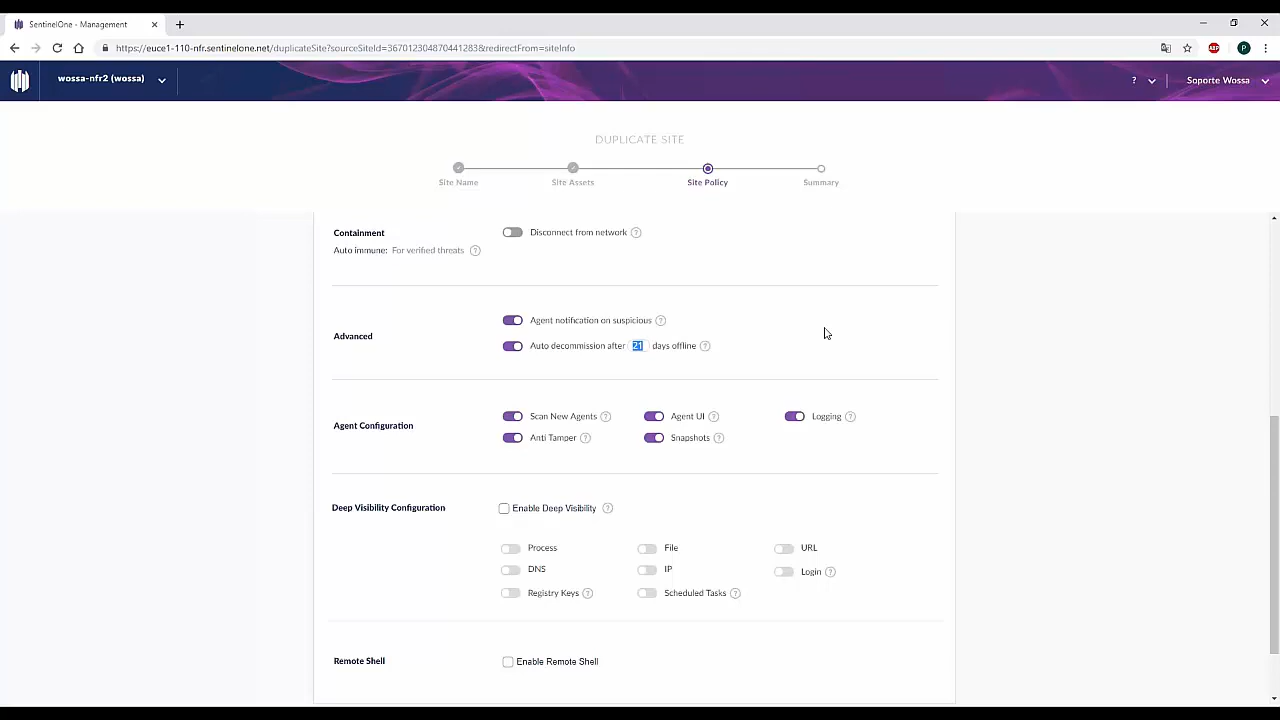 SentinelOne - Management
https://euce1-110-nfr.sentinelone.net/duplicateSite?sourceSiteId=367012304870441283&redirectFrom=siteInfo
ABP
P
wossa-nfr2 (wossa)
?
Soporte Wossa
DUPLICATE SITE
Site Name
Site Assets
Site Policy
Summary
Containment
Disconnect from network ?
Auto immune: For verified threats ?
Advanced
Agent notification on suspicious ?
Auto decommission after 21 days offline ?
Agent Configuration
Scan New Agents ?
Agent UI ?
Logging ?
Anti Tamper ?
Snapshots ?
Deep Visibility Configuration
Enable Deep Visibility ?
Process
File
URL
DNS
IP
Login ?
Registry Keys ?
Scheduled Tasks ?
Remote Shell
Enable Remote Shell